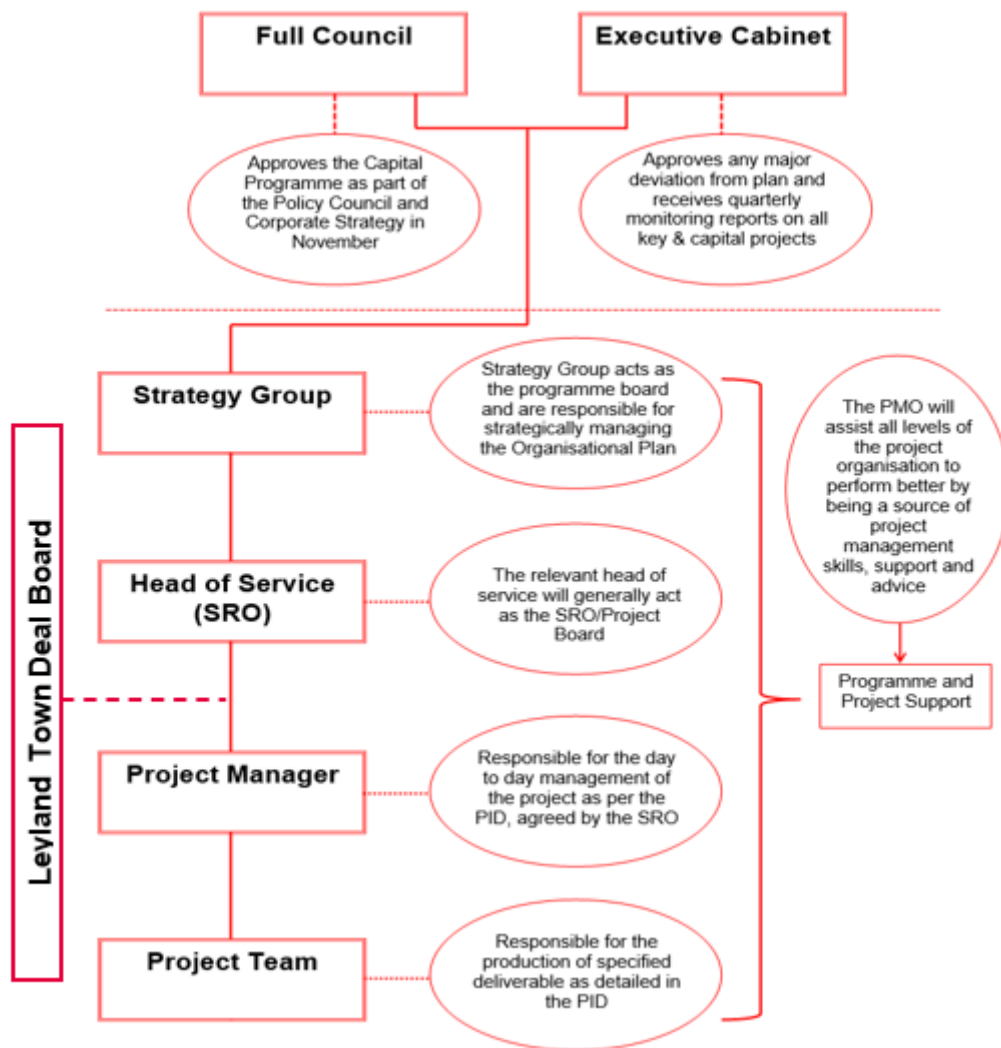 Full Council
Executive Cabinet
Approves the Capital
Programme as part of
the Policy Council and
Corporate Strategy in
November
Approves any major
deviation from plan and
receives quarterly
monitoring reports on all
key & capital projects
Strategy Group
Strategy Group acts as
the programme board
and are responsible for
strategically managing
the Organisational Plan
The PMO will
assist all levels of
the project
organisation to
perform better by
being a source of
project
management
skills, support and
advice
Leyland Town Deal Board
Head of Service
(SRO)
The relevant head of
service will generally act
as the SRO/Project
Board
Programme and
Project Support
Project Manager
Responsible for the day
to day management of
the project as per the
PID, agreed by the SRO
Project Team
Responsible for the
production of specified
deliverable as detailed in
the PID